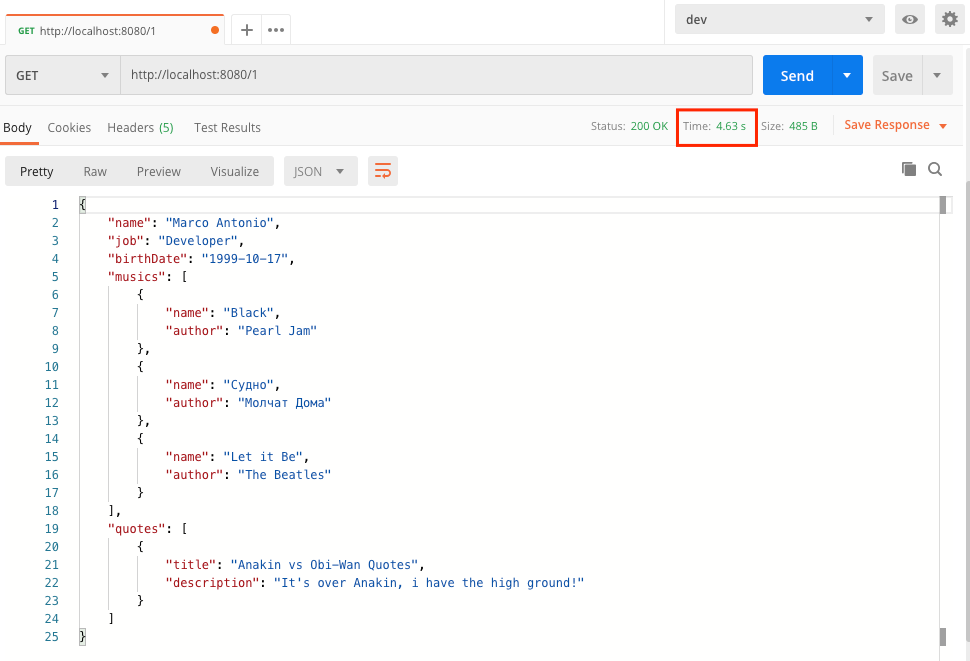 GET http://localhost:8080/1
dev
GET http://localhost:8080/1 Send Save
Body Cookies Headers (5) Test Results Status: 200 OK Time: 4.63 s Size: 485 B Save Response
Pretty Raw Preview Visualize JSON
1 {
2 "name": "Marco Antonio",
3 "job": "Developer",
4 "birthDate": "1999-10-17",
5 "musics": [
6 {
7 "name": "Black",
8 "author": "Pearl Jam"
9 },
10 {
11 "name": "Судно",
12 "author": "Молчат Дома"
13 },
14 {
15 "name": "Let it Be",
16 "author": "The Beatles"
17 }
18 ],
19 "quotes": [
20 {
21 "title": "Anakin vs Obi-Wan Quotes",
22 "description": "It's over Anakin, i have the high ground!"
23 }
24 ]
25 }